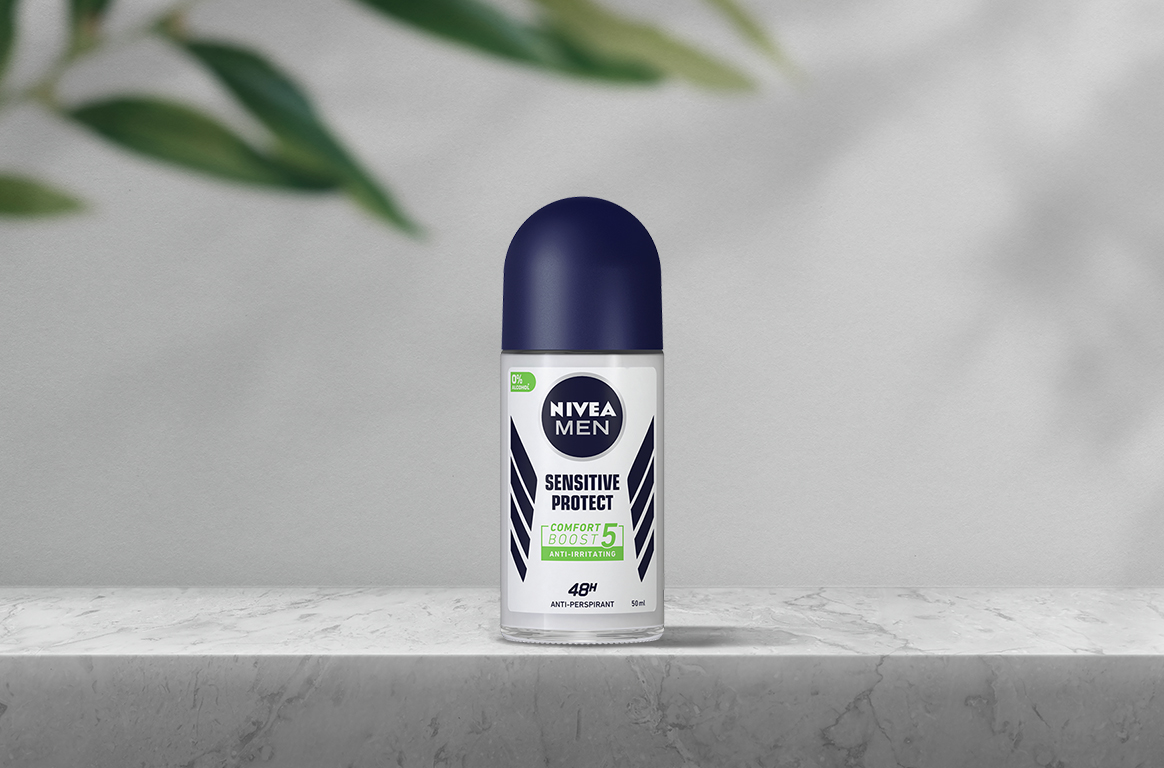 0%
ALCOHOL
NIVEA
MEN
SENSITIVE
PROTECT
COMFORT
BOOST 5
ANTI-IRRITATING
48H
ANTI-PERSPIRANT
50 ml